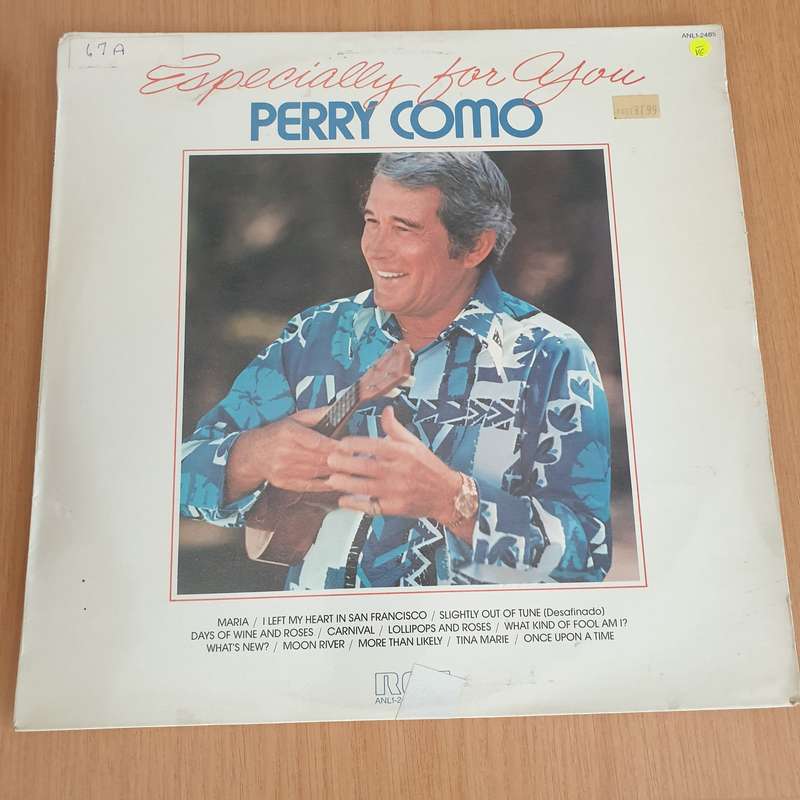 67A
ANL1-2485
VG
Especially for You
PERRY COMO
MARIA / I LEFT MY HEART IN SAN FRANCISCO / SLIGHTLY OUT OF TUNE (Desafinado)
DAYS OF WINE AND ROSES / CARNIVAL / LOLLIPOPS AND ROSES / WHAT KIND OF FOOL AM I?
WHAT'S NEW? / MOON RIVER / MORE THAN LIKELY / TINA MARIE / ONCE UPON A TIME